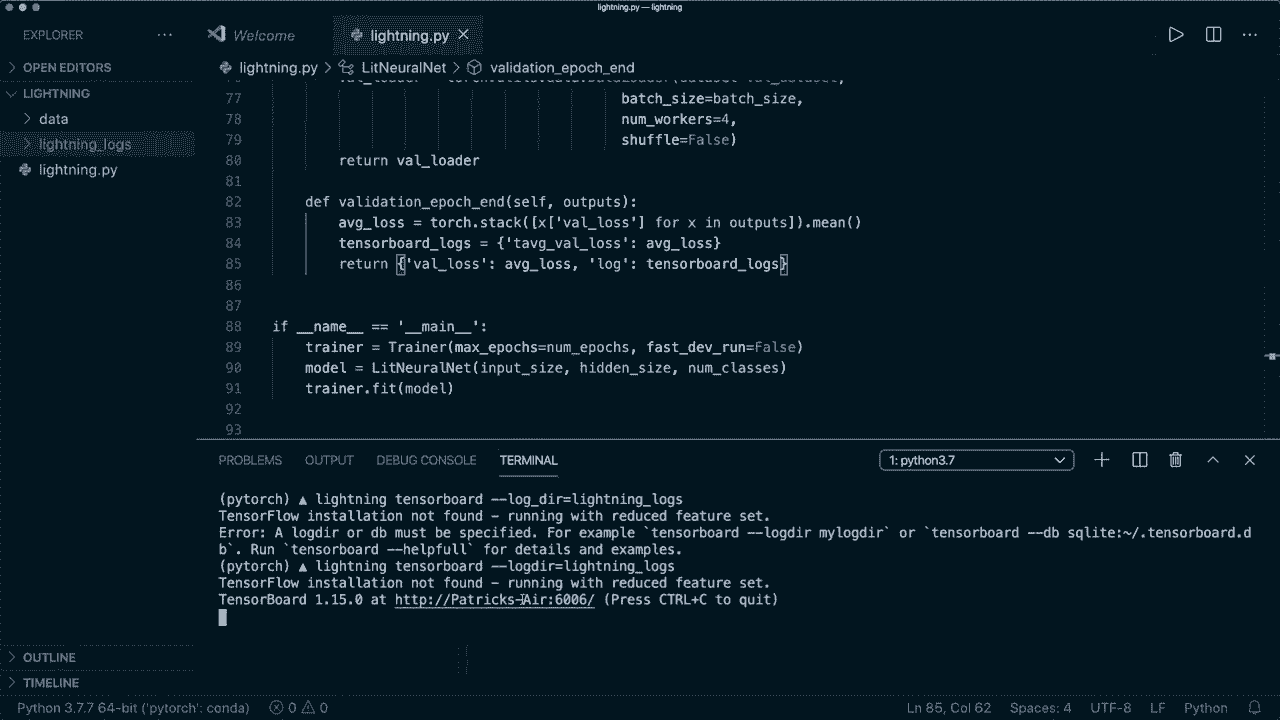 lightning.py — lightning
EXPLORER ···
Welcome
lightning.py
OPEN EDITORS
LIGHTNING
data
lightning_logs
lightning.py
lightning.py > LitNeuralNet > validation_epoch_end
77 batch_size=batch_size,
78 num_workers=4,
79 shuffle=False)
80 return val_loader
81
82 def validation_epoch_end(self, outputs):
83 avg_loss = torch.stack([x['val_loss'] for x in outputs]).mean()
84 tensorboard_logs = {'tavg_val_loss': avg_loss}
85 return {'val_loss': avg_loss, 'log': tensorboard_logs}
86
87
88 if __name__ == '__main__':
89 trainer = Trainer(max_epochs=num_epochs, fast_dev_run=False)
90 model = LitNeuralNet(input_size, hidden_size, num_classes)
91 trainer.fit(model)
92
93
PROBLEMS OUTPUT DEBUG CONSOLE TERMINAL 1: python3.7
(pytorch) ▲ lightning tensorboard --log_dir=lightning_logs
TensorFlow installation not found - running with reduced feature set.
Error: A logdir or db must be specified. For example `tensorboard --logdir mylogdir` or `tensorboard --db sqlite:~/.tensorboard.d
b`. Run `tensorboard --helpfull` for details and examples.
(pytorch) ▲ lightning tensorboard --logdir=lightning_logs
TensorFlow installation not found - running with reduced feature set.
TensorBoard 1.15.0 at http://Patricks-Air:6006/ (Press CTRL+C to quit)
OUTLINE
TIMELINE
Python 3.7.7 64-bit ('pytorch': conda) 0 0 Ln 85, Col 62 Spaces: 4 UTF-8 LF Python